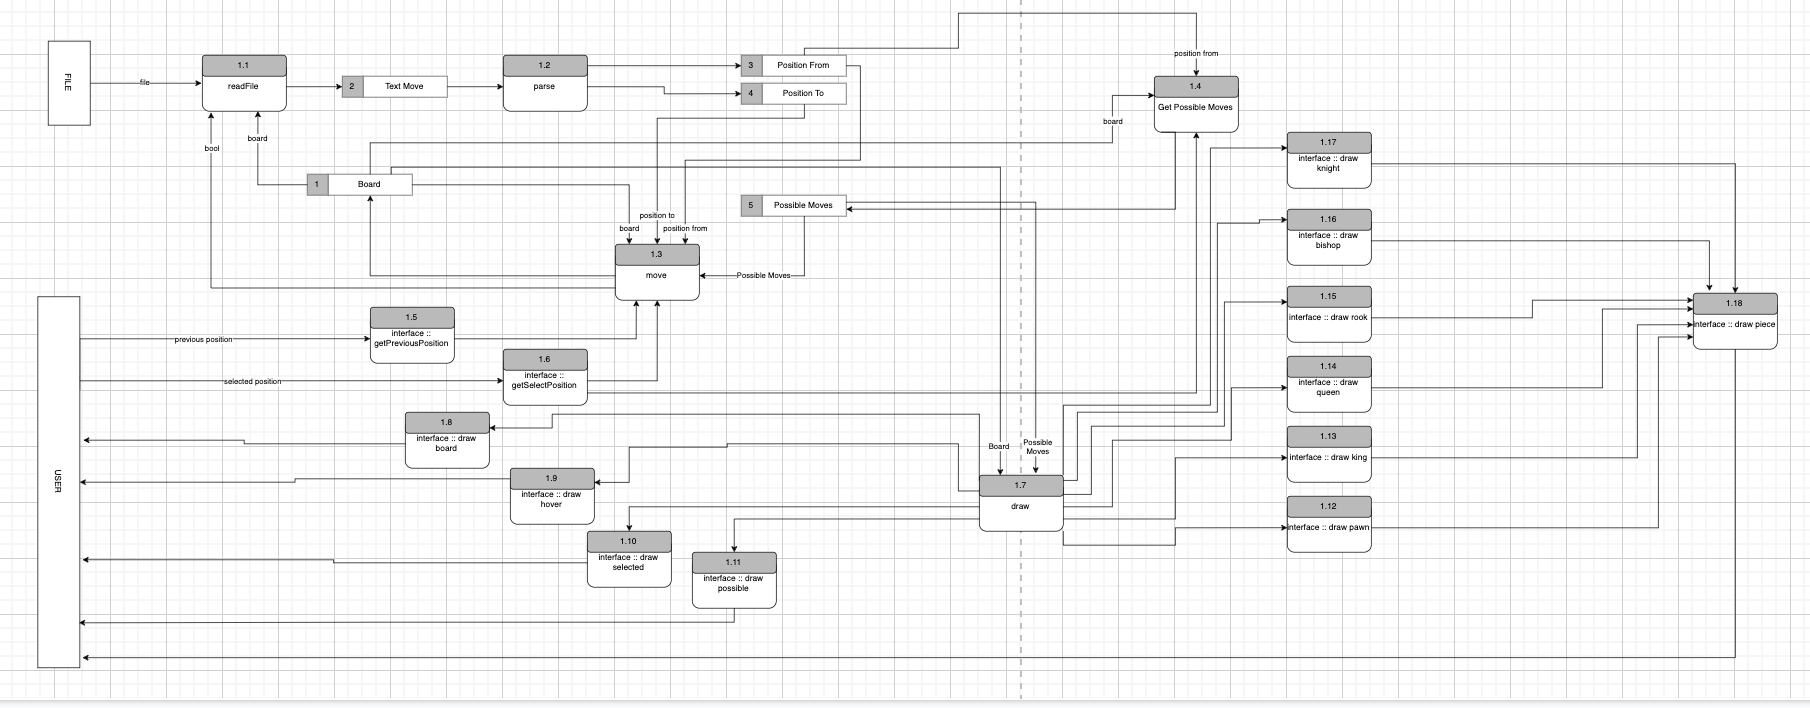 position from
FILE
file
1.1
readFile
2
Text Move
1.2
parse
3
Position From
4
Position To
1.4
Get Possible Moves
board
board
bool
1
Board
5
Possible Moves
position to
board
position from
1.3
move
Possible Moves
1.17
interface :: draw
knight
1.16
interface :: draw
bishop
1.15
interface :: draw rook
1.18
interface :: draw piece
1.14
interface :: draw
queen
1.13
interface :: draw king
1.12
interface :: draw pawn
USER
previous position
1.5
interface ::
getPreviousPosition
selected position
1.6
interface ::
getSelectPosition
1.8
interface :: draw
board
1.9
interface :: draw
hover
1.10
interface :: draw
selected
1.11
interface :: draw
possible
Board
Possible
Moves
1.7
draw